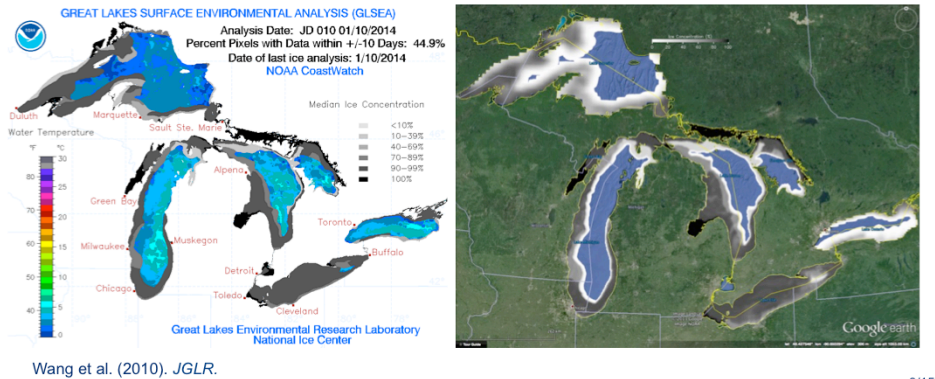 GREAT LAKES SURFACE ENVIRONMENTAL ANALYSIS (GLSEA)
Analysis Date: JD 010 01/10/2014
Percent Pixels with Data within +/-10 Days: 44.9%
Date of last ice analysis: 1/10/2014
NOAA CoastWatch
Median Ice Concentration
<10%
10-39%
40-69%
70-89%
90-99%
100%
Duluth
Marquette
Sault Ste. Marie
Water Temperature
°F
°C
30
80
25
70
20
60
15
10
50
5
40
0
Alpena
Green Bay
Milwaukee
Muskegon
Chicago
Toronto
Buffalo
Detroit
Toledo
Cleveland
Great Lakes Environmental Research Laboratory
National Ice Center
Ice Concentration (%)
Google earth
Wang et al. (2010). JGLR.